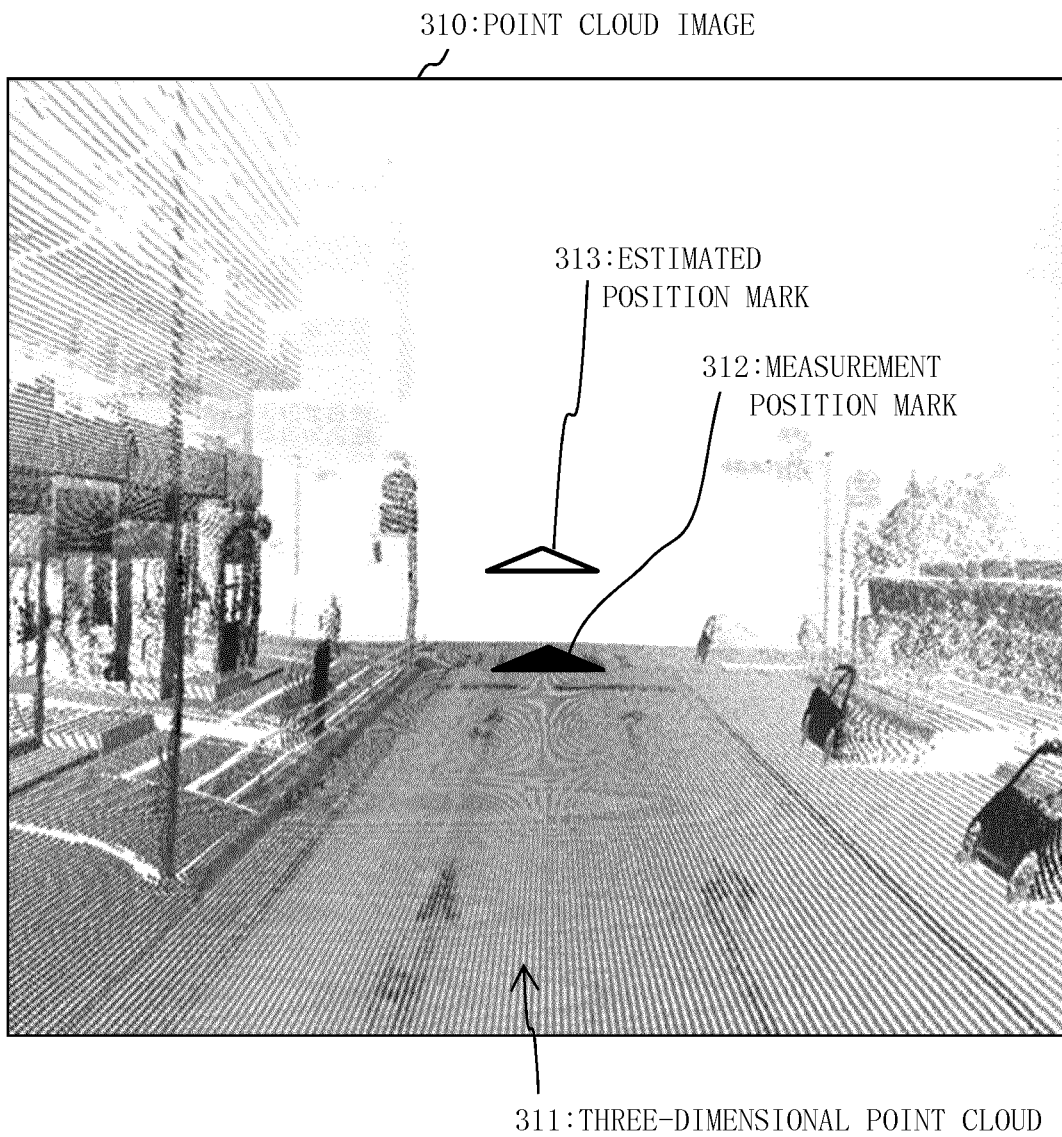 310:POINT CLOUD IMAGE
313:ESTIMATED
POSITION MARK
312:MEASUREMENT
POSITION MARK
311:THREE-DIMENSIONAL POINT CLOUD